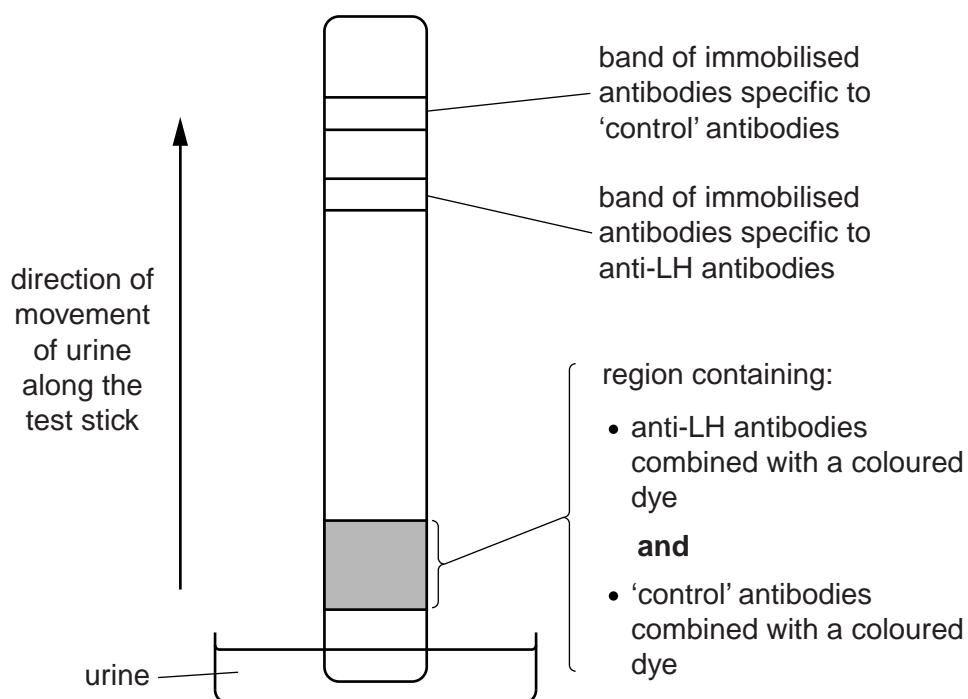 band of immobilised
antibodies specific to
‘control’ antibodies
band of immobilised
antibodies specific to
anti-LH antibodies
direction of
movement
of urine
along the
test stick
region containing:
• anti-LH antibodies
combined with a coloured
dye
and
• ‘control’ antibodies
combined with a coloured
dye
urine